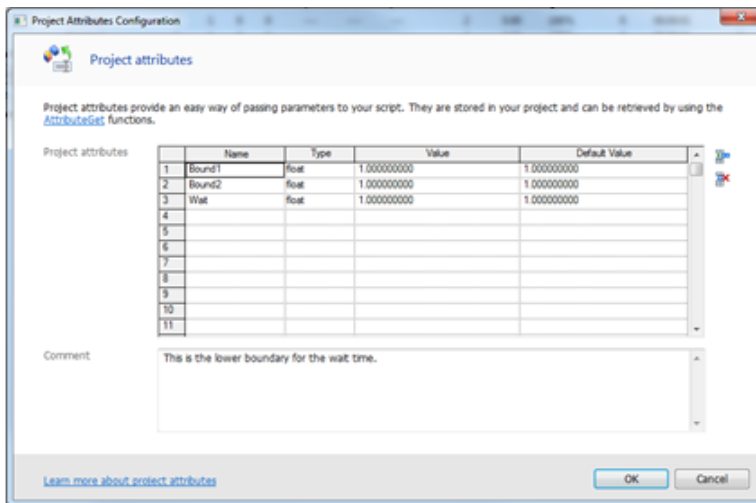 Project Attributes Configuration
Project attributes
Project attributes provide an easy way of passing parameters to your script. They are stored in your project and can be retrieved by using the
AttributeGet functions.
Project attributes
Name Type Value Default Value
1 Bound1 float 1.000000000 1.000000000
2 Bound2 float 1.000000000 1.000000000
3 Wait float 1.000000000 1.000000000
4
5
6
7
8
9
10
11
Comment
This is the lower boundary for the wait time.
Learn more about project attributes
OK Cancel